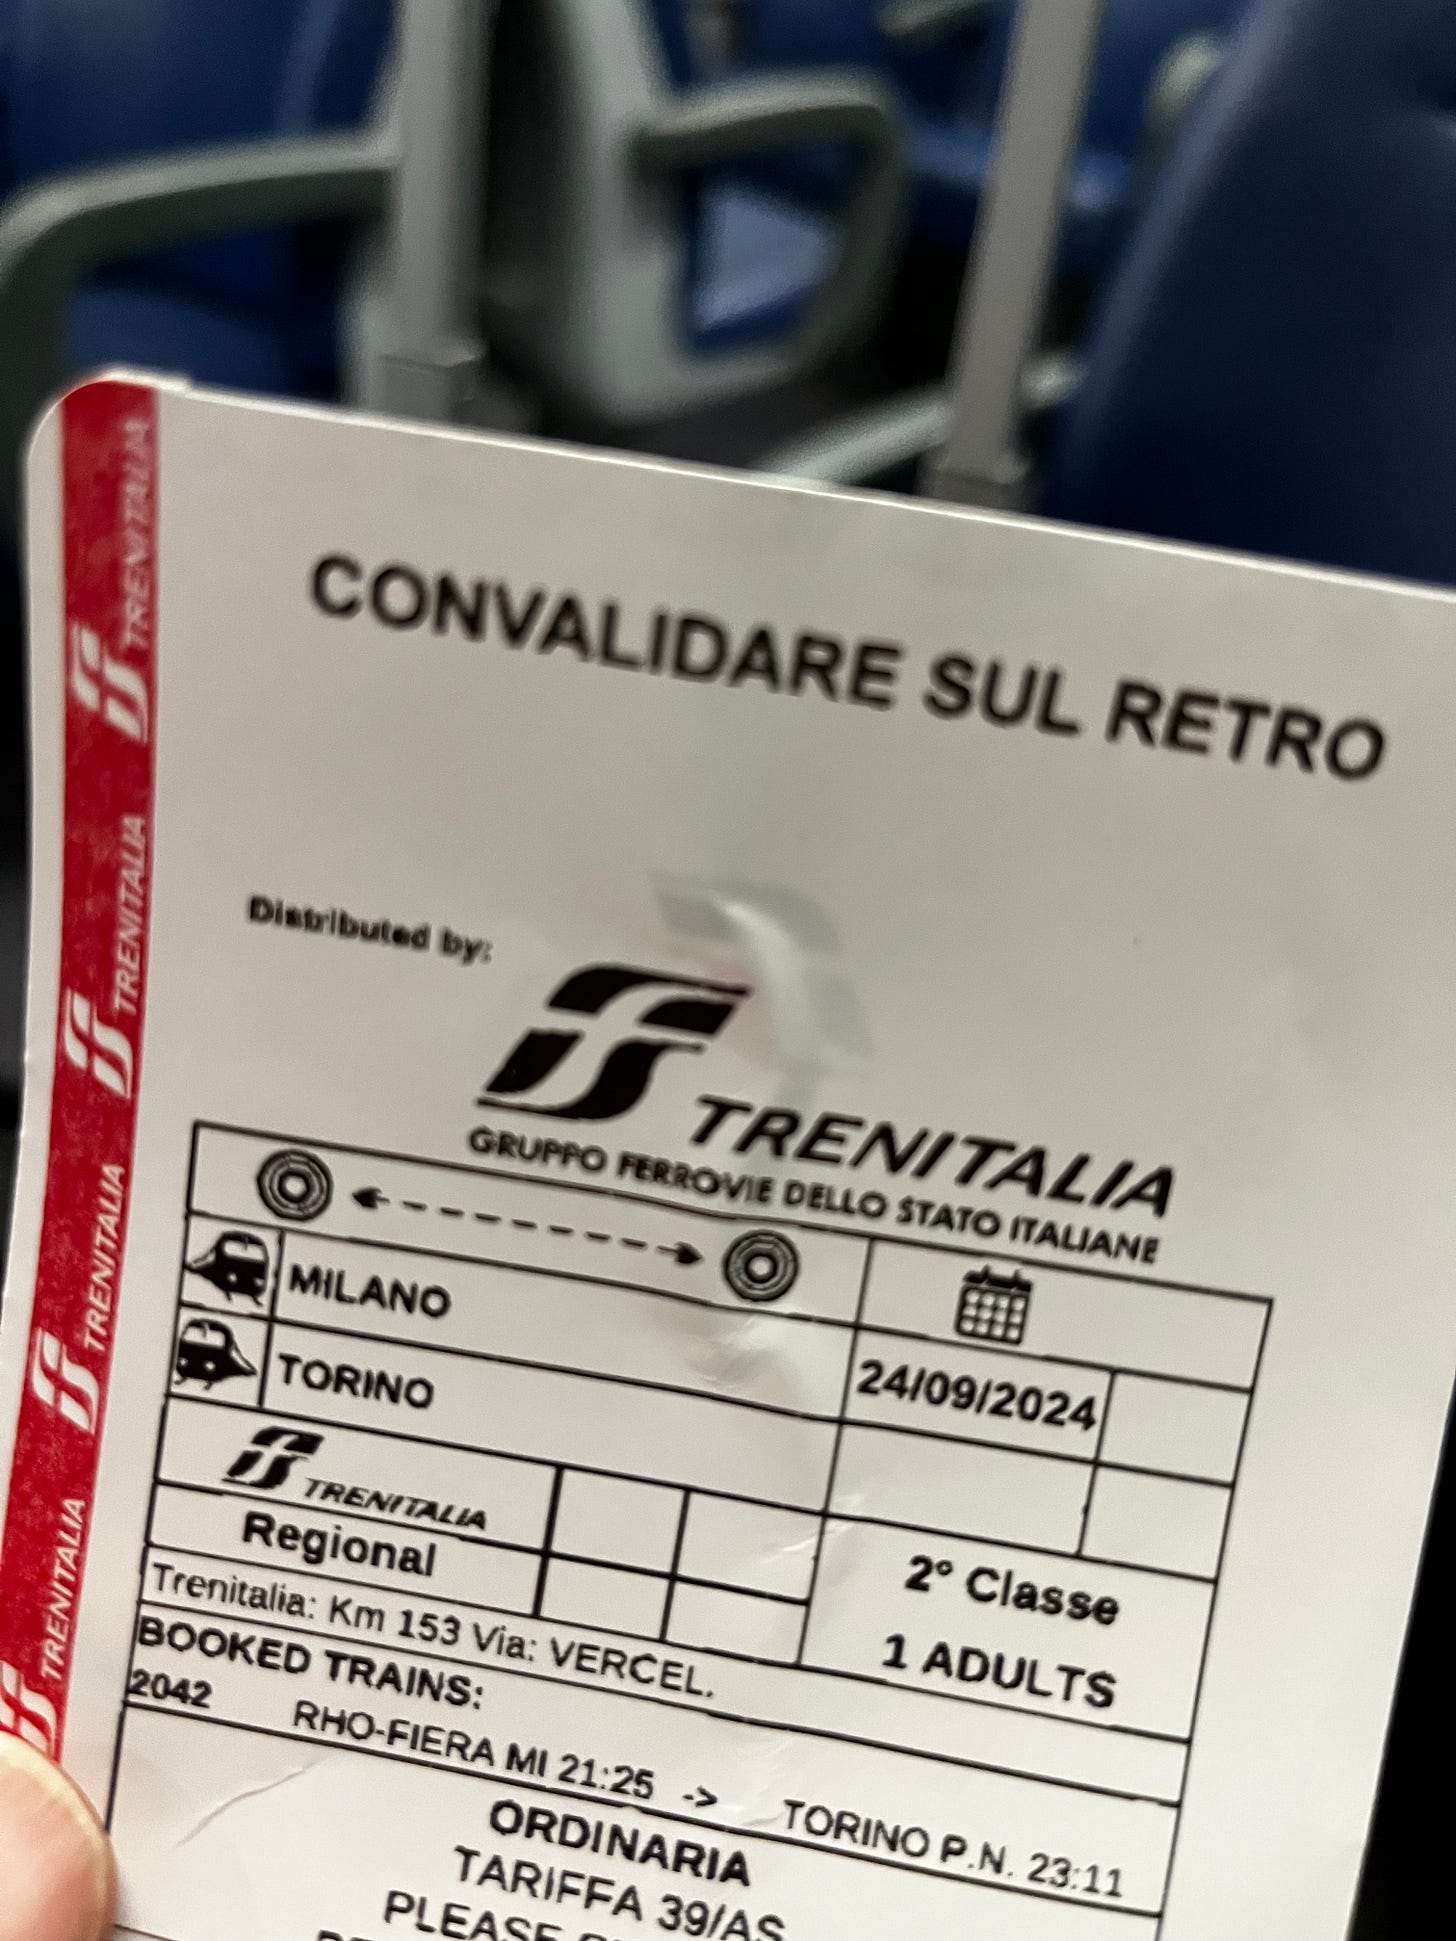 CONVALIDARE SUL RETRO
Distributed by:
TRENITALIA
GRUPPO FERROVIE DELLO STATO ITALIANE
MILANO
24/09/2024
TORINO
TRENITALIA
Regional
2° Classe
1 ADULTS
Trenitalia: Km 153 Via: VERCEL.
BOOKED TRAINS:
2042 RHO-FIERA MI 21:25 -> TORINO P.N. 23:11
ORDINARIA
TARIFFA 39/AS
PLEASE
TRENITALIA
TRENITALIA
TRENITALIA
TRENITALIA